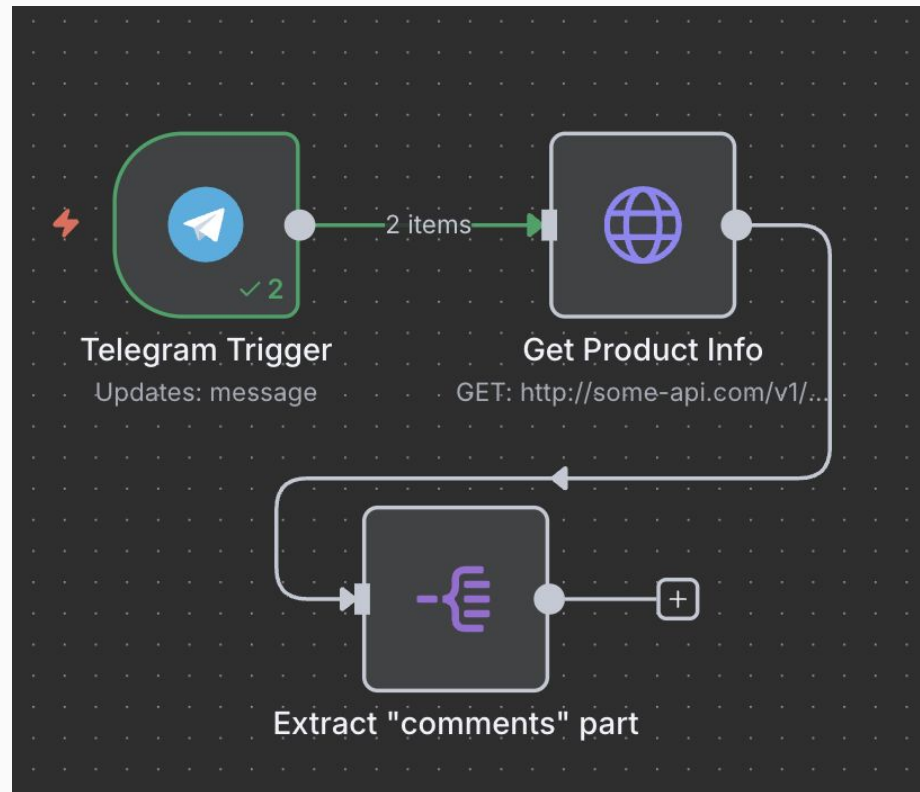 2 items
✓ 2
Telegram Trigger
Updates: message
Get Product Info
GET: http://some-api.com/v1/...
Extract "comments" part